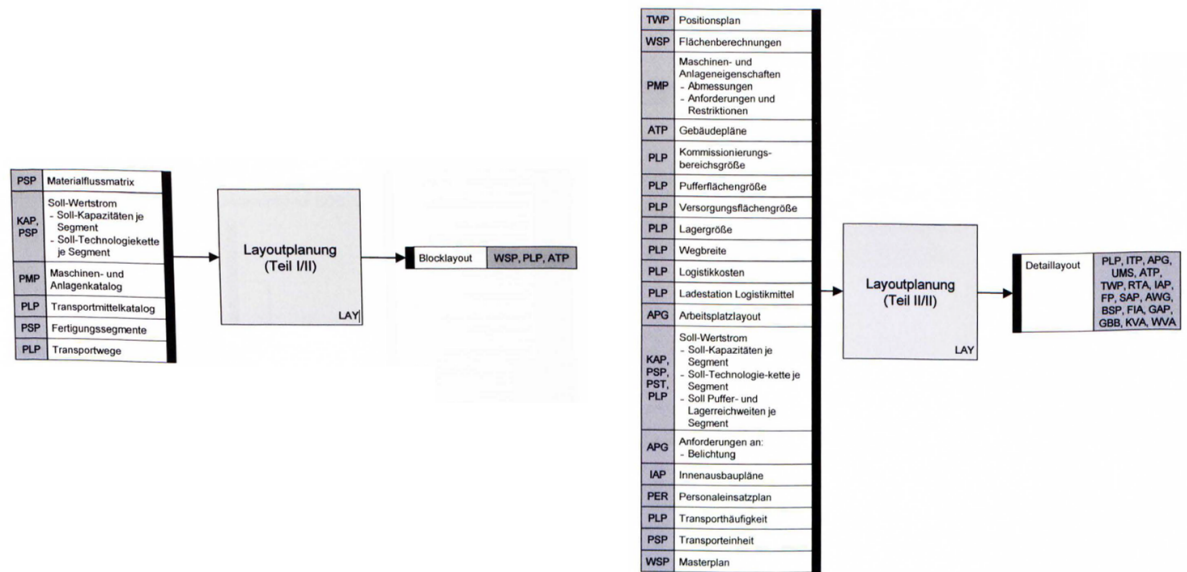 PSP Materialflussmatrix
KAP,
PSP
Soll-Wertstrom
- Soll-Kapazitäten je
Segment
- Soll-Technologiekette
je Segment
PMP
Maschinen- und
Anlagenkatalog
PLP Transportmittelkatalog
PSP Fertigungssegmente
PLP Transportwege
Layoutplanung
(Teil I/II)
LAY
Blocklayout WSP, PLP, ATP
TWP Positionsplan
WSP Flächenberechnungen
PMP
Maschinen- und
Anlageneigenschaften
- Abmessungen
- Anforderungen und
Restriktionen
ATP Gebäudepläne
PLP
Kommissionierungs-
bereichsgröße
PLP Pufferflächengröße
PLP Versorgungsflächengröße
PLP Lagergröße
PLP Wegbreite
PLP Logistikkosten
PLP Ladestation Logistikmittel
APG Arbeitsplatzlayout
KAP,
PSP,
PST,
PLP
Soll-Wertstrom
- Soll-Kapazitäten je
Segment
- Soll-Technologie-kette je
Segment
- Soll Puffer- und
Lagerreichweiten je
Segment
APG
Anforderungen an:
- Belichtung
IAP Innenausbaupläne
PER Personaleinsatzplan
PLP Transporthäufigkeit
PSP Transporteinheit
WSP Masterplan
Layoutplanung
(Teil II/II)
LAY
Detaillayout
PLP, ITP, APG,
UMS, ATP,
TWP, RTA, IAP,
FP, SAP, AWG,
BSP, FIA, GAP,
GBB, KVA, WVA